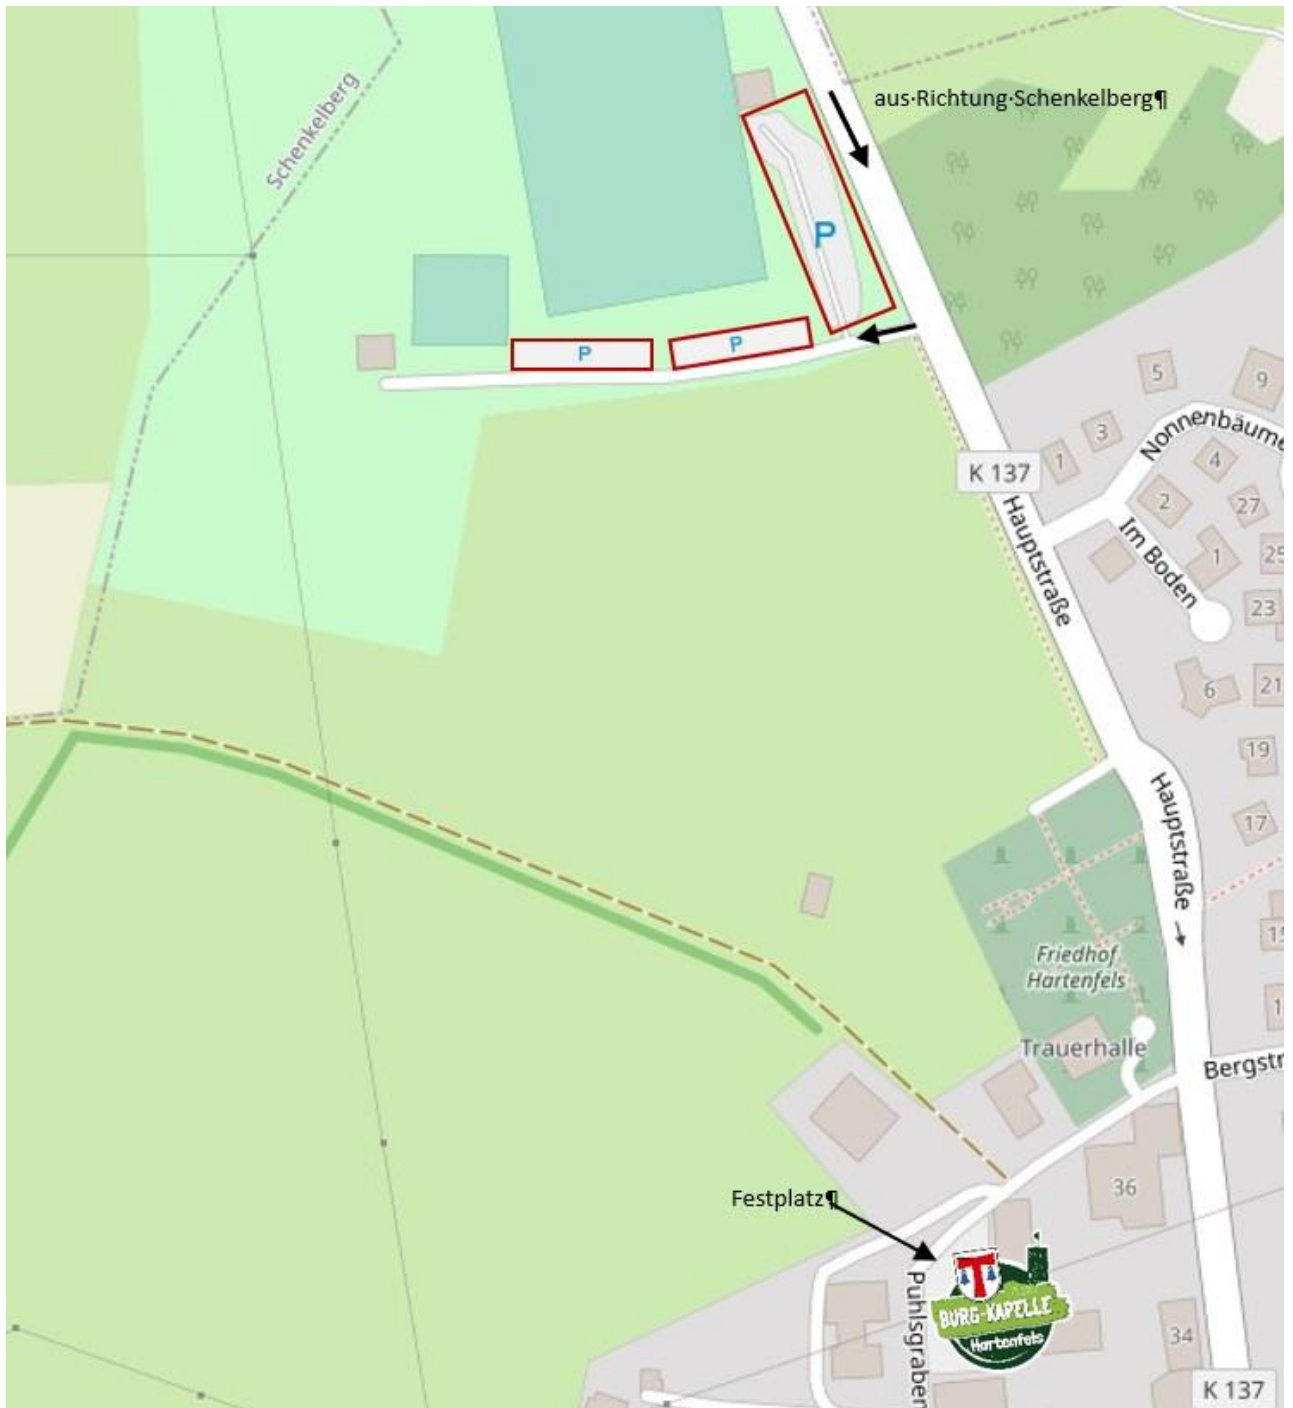 Schenkelberg
aus·Richtung·Schenkelberg¶
P
P
P
5
9
3
1
Nonnenbäume
4
K 137
2
27
Hauptstraße
Im Boden
1
25
23
6
21
19
Hauptstraße
17
15
Friedhof
Hartenfels
Trauerhalle
Bergstr
36
Festplatz¶
Puhlsgraben
BURG-KAPELLE
Hartenfels
34
K 137